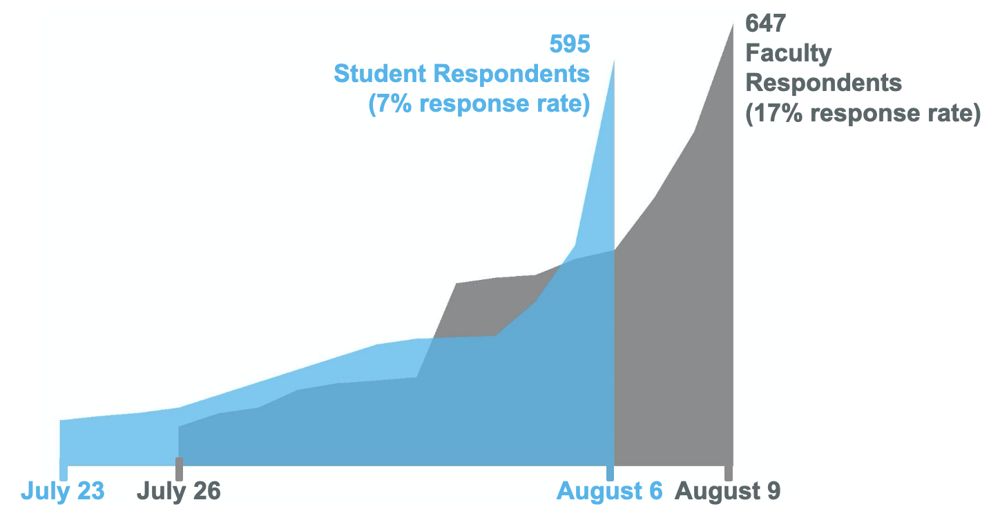 595
Student Respondents
(7% response rate)
647
Faculty
Respondents
(17% response rate)
July 23
July 26
August 6
August 9